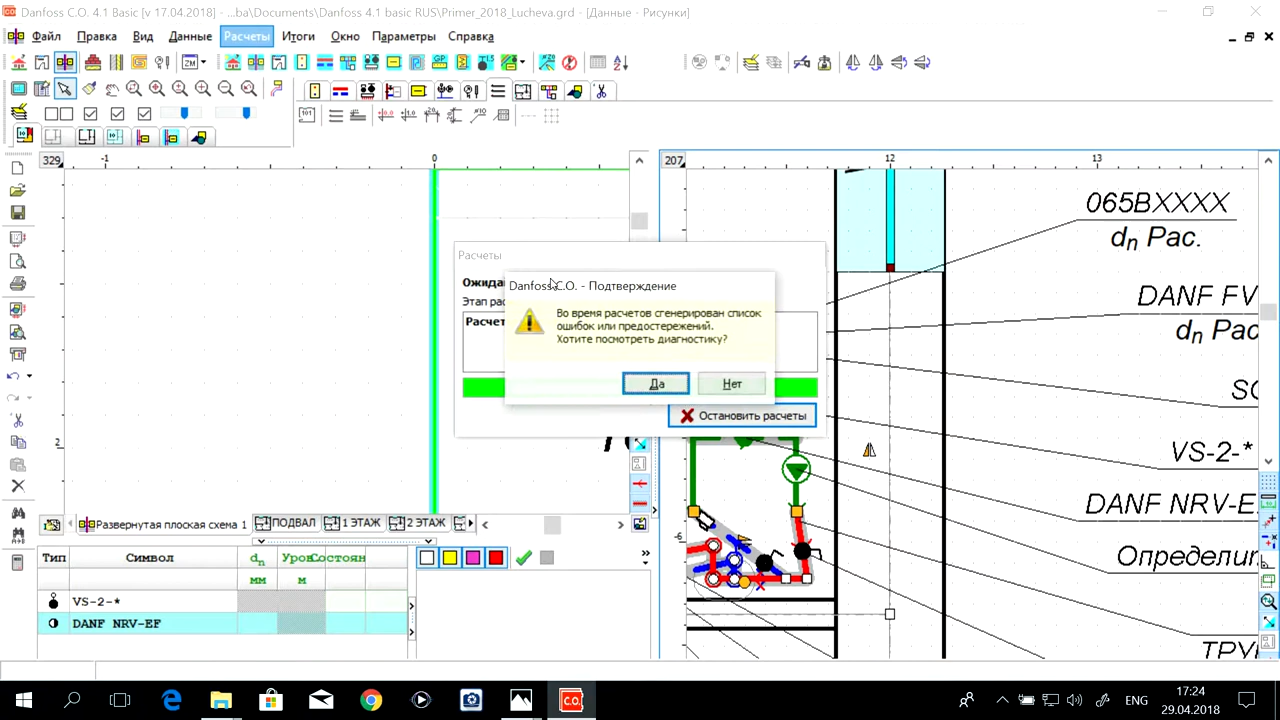 Danfoss C.O. 4.1 Basic [v 17.04.2018] - ...ba\Documents\Danfoss 4.1 basic RUS\Primer_2018_Lucheva.grd - [Данные - Рисунки]
Файл Правка Вид Данные Расчеты Итоги Окно Параметры Справка
329 -1 0
207 12 13
2
-6
065BXXXX
dn Рас.
DANF FV
dn Рас
VS-2-*
DANF NRV-E
Определит
ТРУ
Расчеты
Ожида
Этап рас
Расчет
Danfoss C.O. - Подтверждение
Во время расчетов сгенерирован список
ошибок или предостережений.
Хотите посмотреть диагностику?
Да Нет
Остановить расчеты
Развернутая плоская схема 1 ПОДВАЛ 1 ЭТАЖ 2 ЭТАЖ
Тип Символ dn Уров Состоян
мм м
VS-2-*
DANF NRV-EF
ENG 17:24
29.04.2018